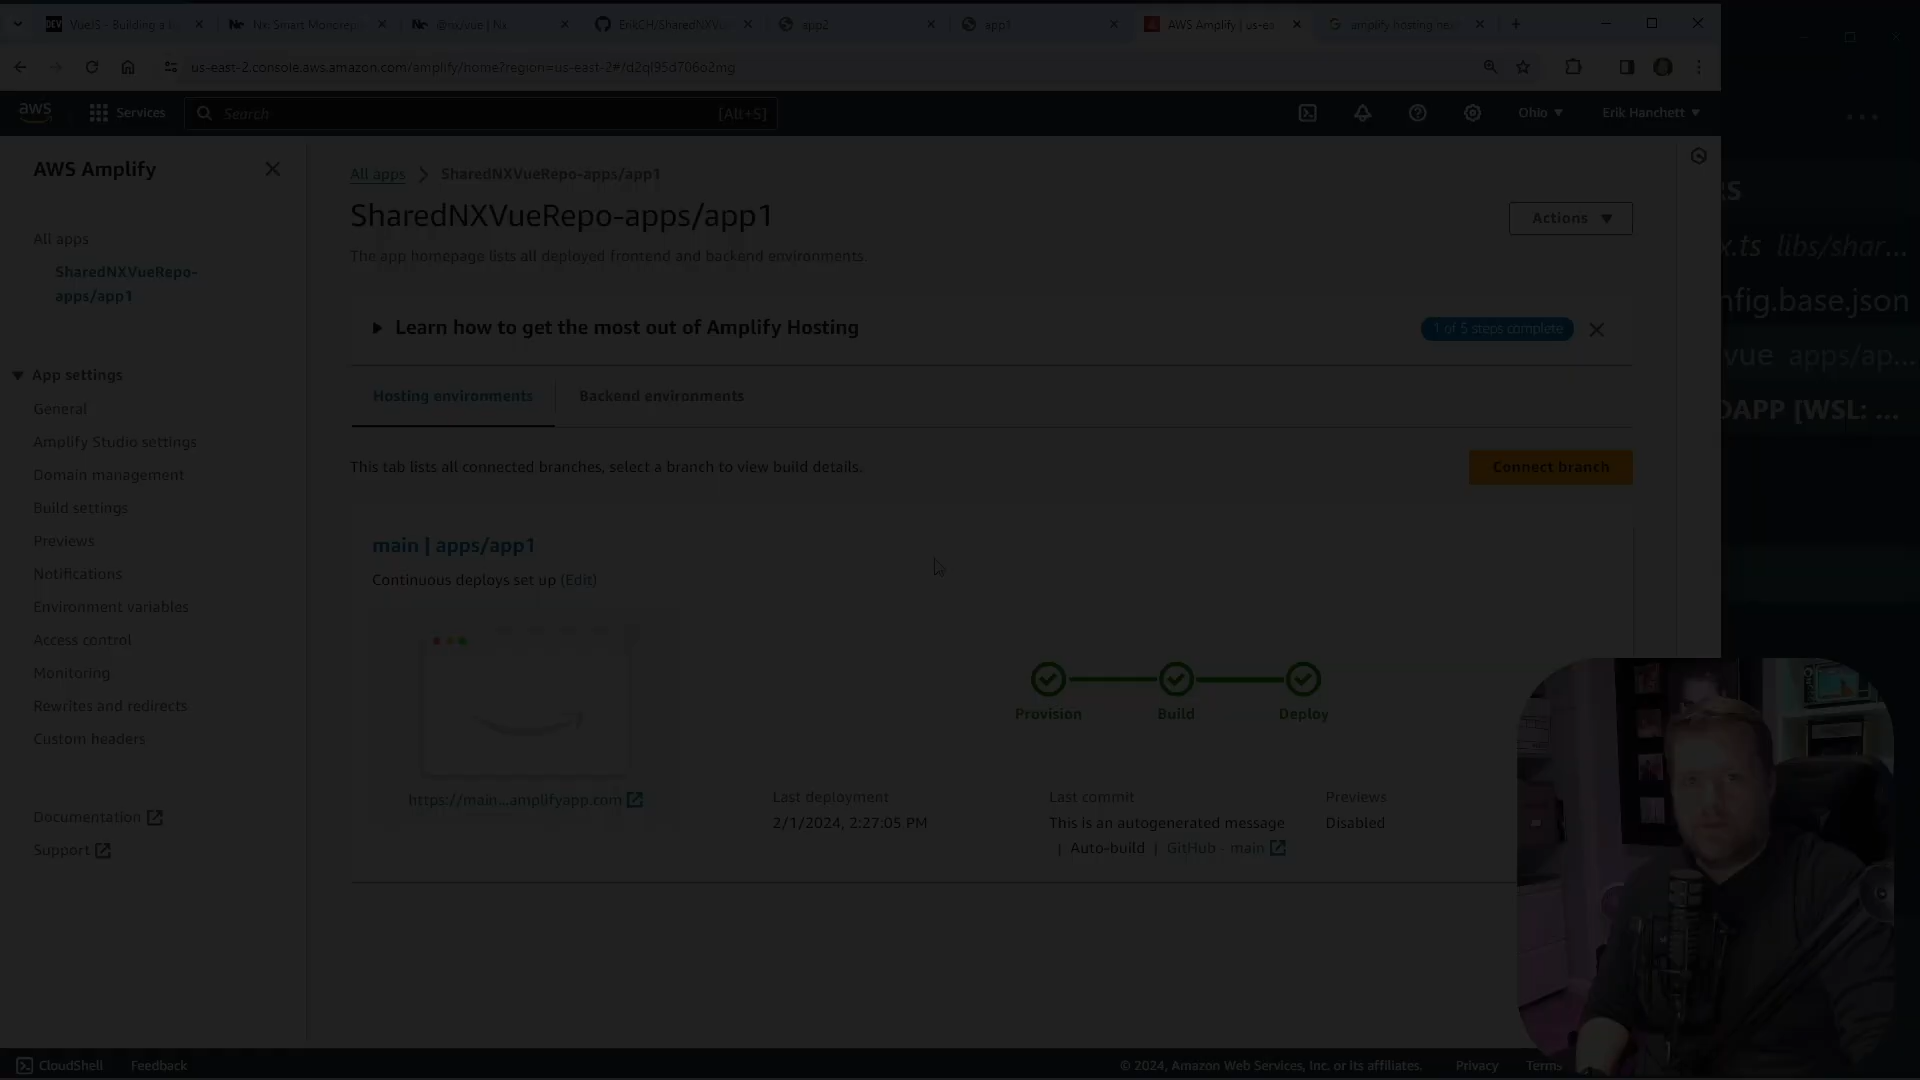 VueJS - Building a
Nx Smart Monorepo
@nx/vue | Nx
ErikCH/SharedNXVu
app2
app1
AWS Amplify | us-es
amplify hosting ne
us-east-2.console.aws.amazon.com/amplify/home?region=us-east-2#/d2ql95d706o2mg
aws
Services
Search
[Alt+S]
Ohio
Erik Hanchett
AWS Amplify
All apps
SharedNXVueRepo-
apps/app1
App settings
General
Amplify Studio settings
Domain management
Build settings
Previews
Notifications
Environment variables
Access control
Monitoring
Rewrites and redirects
Custom headers
Documentation
Support
All apps
SharedNXVueRepo-apps/app1
SharedNXVueRepo-apps/app1
Actions
The app homepage lists all deployed frontend and backend environments.
Learn how to get the most out of Amplify Hosting
1 of 5 steps complete
Hosting environments
Backend environments
This tab lists all connected branches, select a branch to view build details.
Connect branch
main | apps/app1
Continuous deploys set up (Edit)
https://main...amplifyapp.com
Provision
Build
Deploy
Last deployment
2/1/2024, 2:27:05 PM
Last commit
This is an autogenerated message
| Auto-build | GitHub - main
Previews
Disabled
RS
x.ts libs/shar...
nfig.base.json
vue apps/ap...
DAPP [WSL: ...
CloudShell
Feedback
© 2024, Amazon Web Services, Inc. or its affiliates.
Privacy
Terms